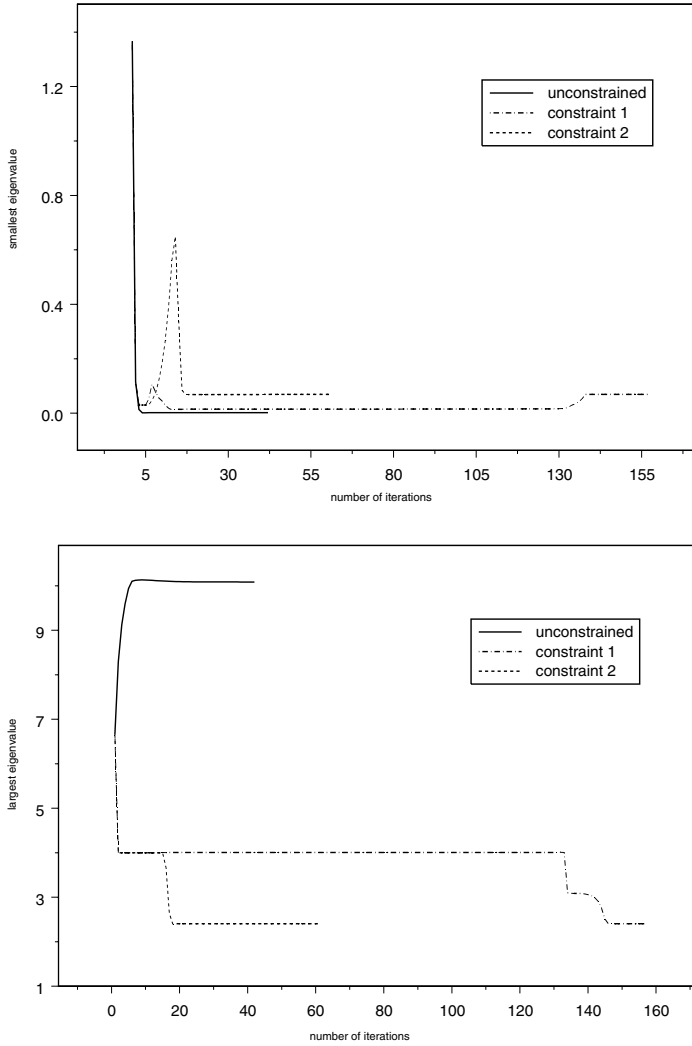 1.2
0.8
0.4
0.0
smallest eigenvalue
unconstrained
constraint 1
constraint 2
5 30 55 80 105 130 155
number of iterations
9
7
5
3
1
largest eigenvalue
unconstrained
constraint 1
constraint 2
0 20 40 60 80 100 120 140 160
number of iterations